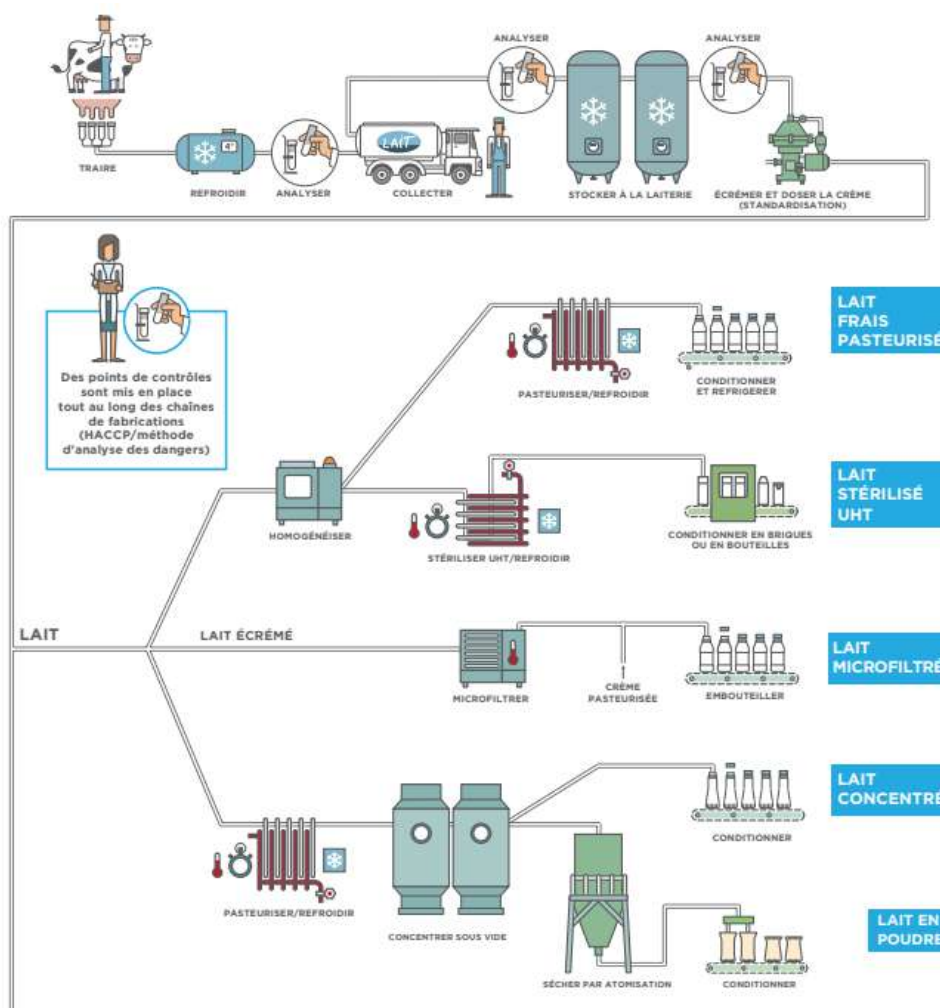 ANALYSER
ANALYSER
4°
LAIT
TRAIRE
REFROIDIR
ANALYSER
COLLECTER
STOCKER À LA LAITERIE
ÉCRÉMER ET DOSER LA CRÈME
(STANDARDISATION)
Des points de contrôles
sont mis en place
tout au long des chaînes
de fabrications
(HACCP/méthode
d'analyse des dangers)
PASTEURISER/REFROIDIR
CONDITIONNER
ET REFRIGERER
LAIT
FRAIS
PASTEURISÉ
HOMOGÉNÉISER
STÉRILISER UHT/REFROIDIR
CONDITIONNER EN BRIQUES
OU EN BOUTEILLES
LAIT
STÉRILISÉ
UHT
LAIT
LAIT ÉCRÉMÉ
MICROFILTRER
CRÈME
PASTEURISÉE
EMBOUTEILLER
LAIT
MICROFILTRÉ
PASTEURISER/REFROIDIR
CONCENTRER SOUS VIDE
CONDITIONNER
LAIT
CONCENTRÉ
SÉCHER PAR ATOMISATION
CONDITIONNER
LAIT EN
POUDRE